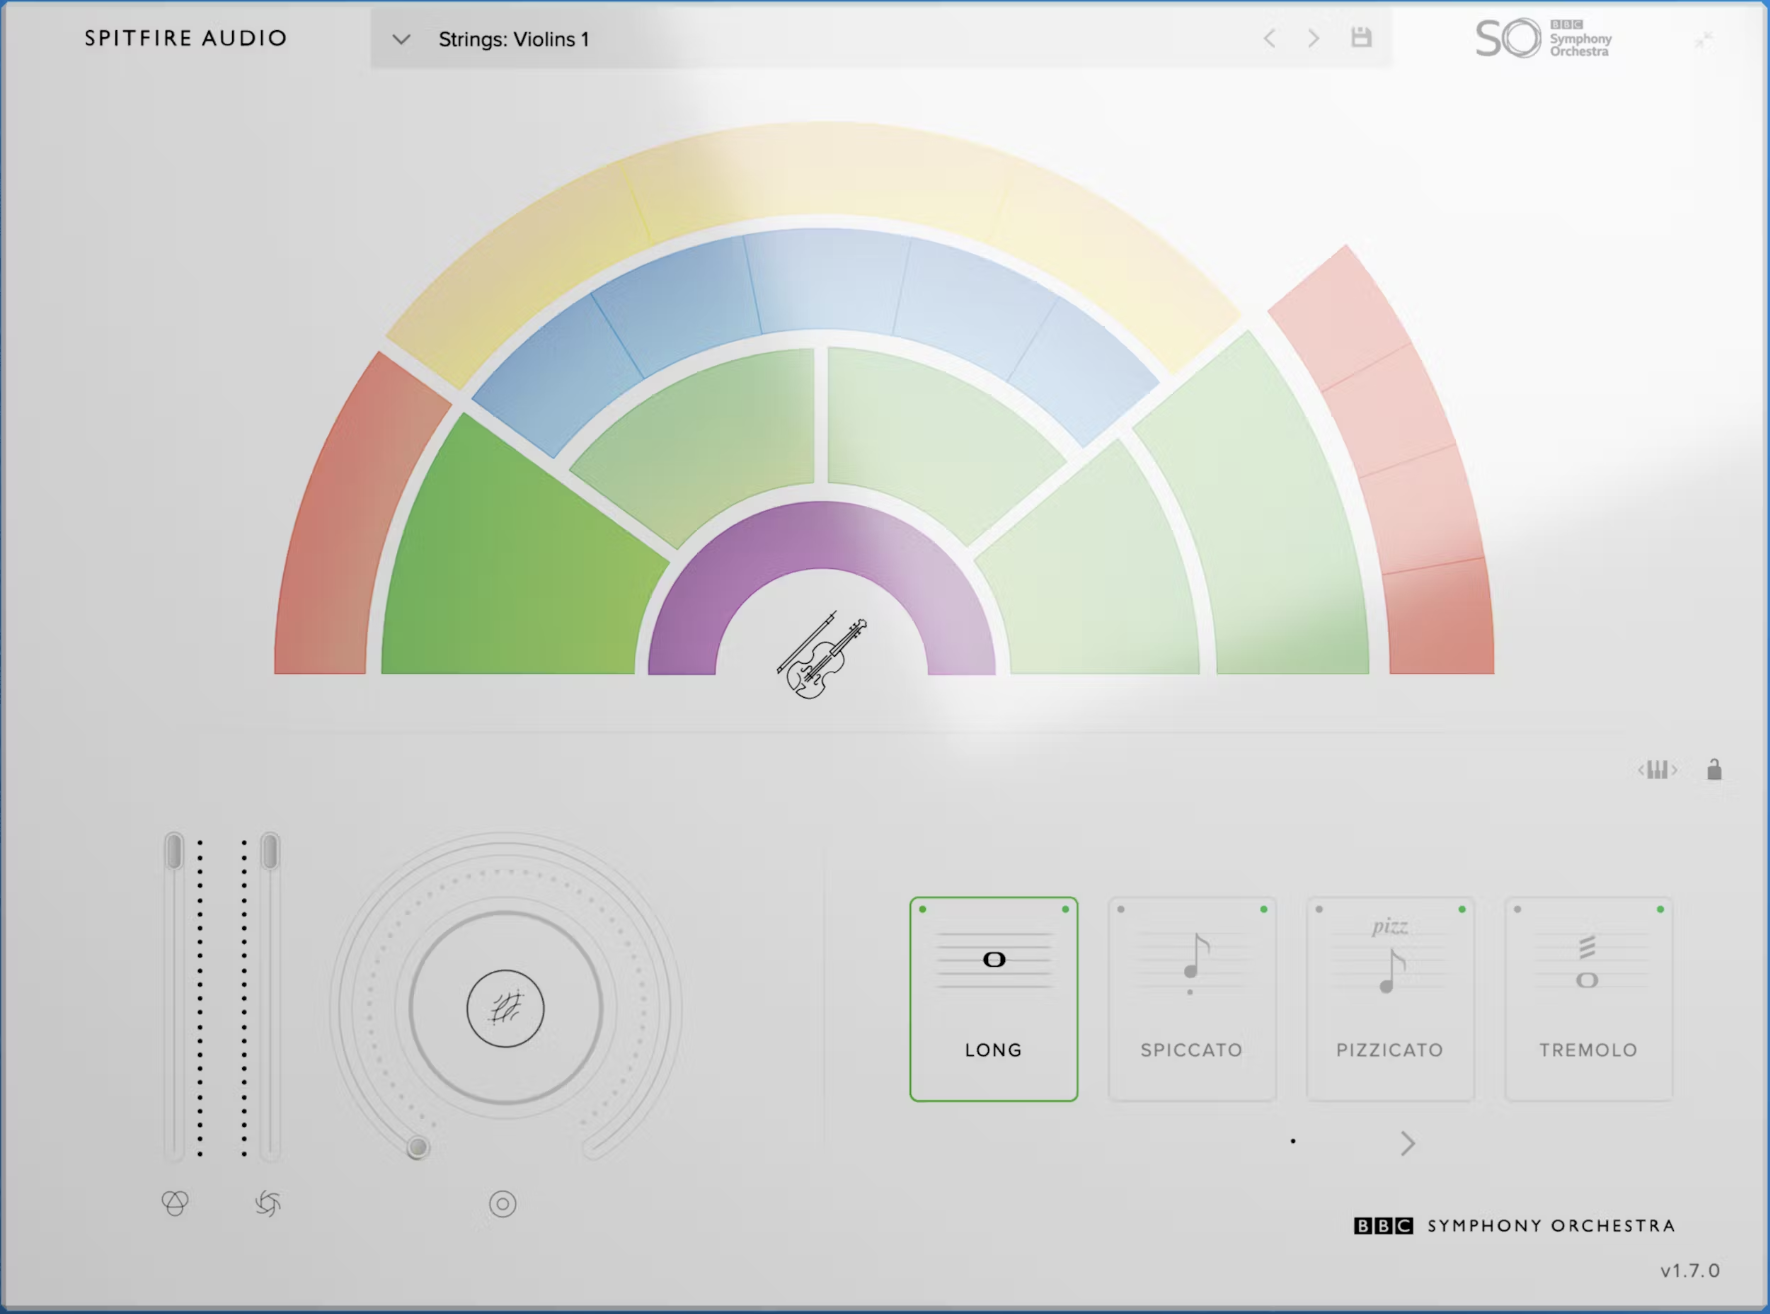 SPITFIRE AUDIO
Strings: Violins 1
SO
BBC
Symphony
Orchestra
LONG
SPICCATO
pizz
PIZZICATO
TREMOLO
BBC SYMPHONY ORCHESTRA
v1.7.0